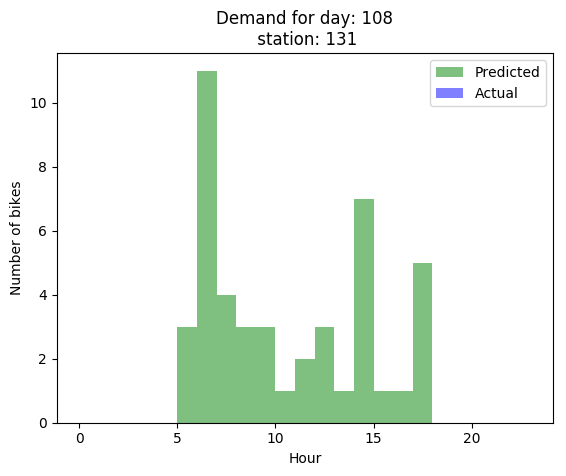 Demand for day: 108
station: 131
Predicted
Actual
Number of bikes
10
8
6
4
2
0
0 5 10 15 20
Hour